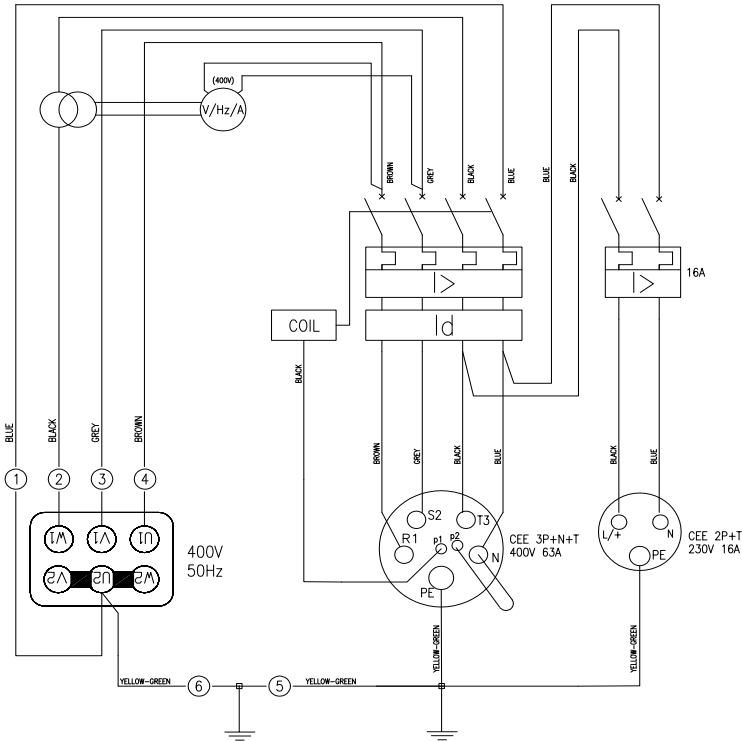 (400V)
V/Hz/A
BROWN
GREY
BLACK
BLUE
BLUE
BLACK
I>
I>
16A
COIL
Id
BLACK
BLUE
BLACK
GREY
BROWN
BROWN
GREY
BLACK
BLUE
BLACK
BLUE
1
2
3
4
W1
V1
U1
V2
U2
W2
400V
50Hz
S2
T3
R1
p1
p2
N
PE
CEE 3P+N+T
400V 63A
L/+
N
PE
CEE 2P+T
230V 16A
YELLOW-GREEN
YELLOW-GREEN
YELLOW-GREEN
6
5
YELLOW-GREEN